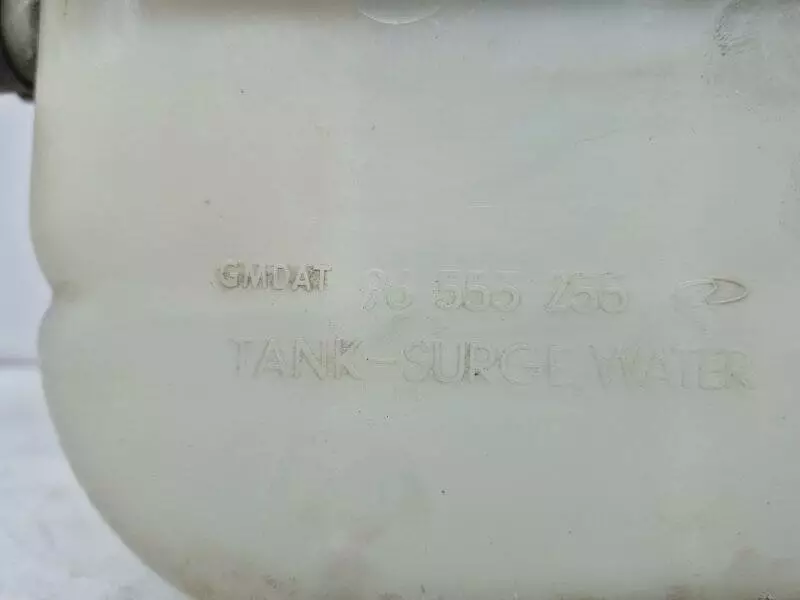 GMDAT 96 555 255
TANK-SURGE WATER